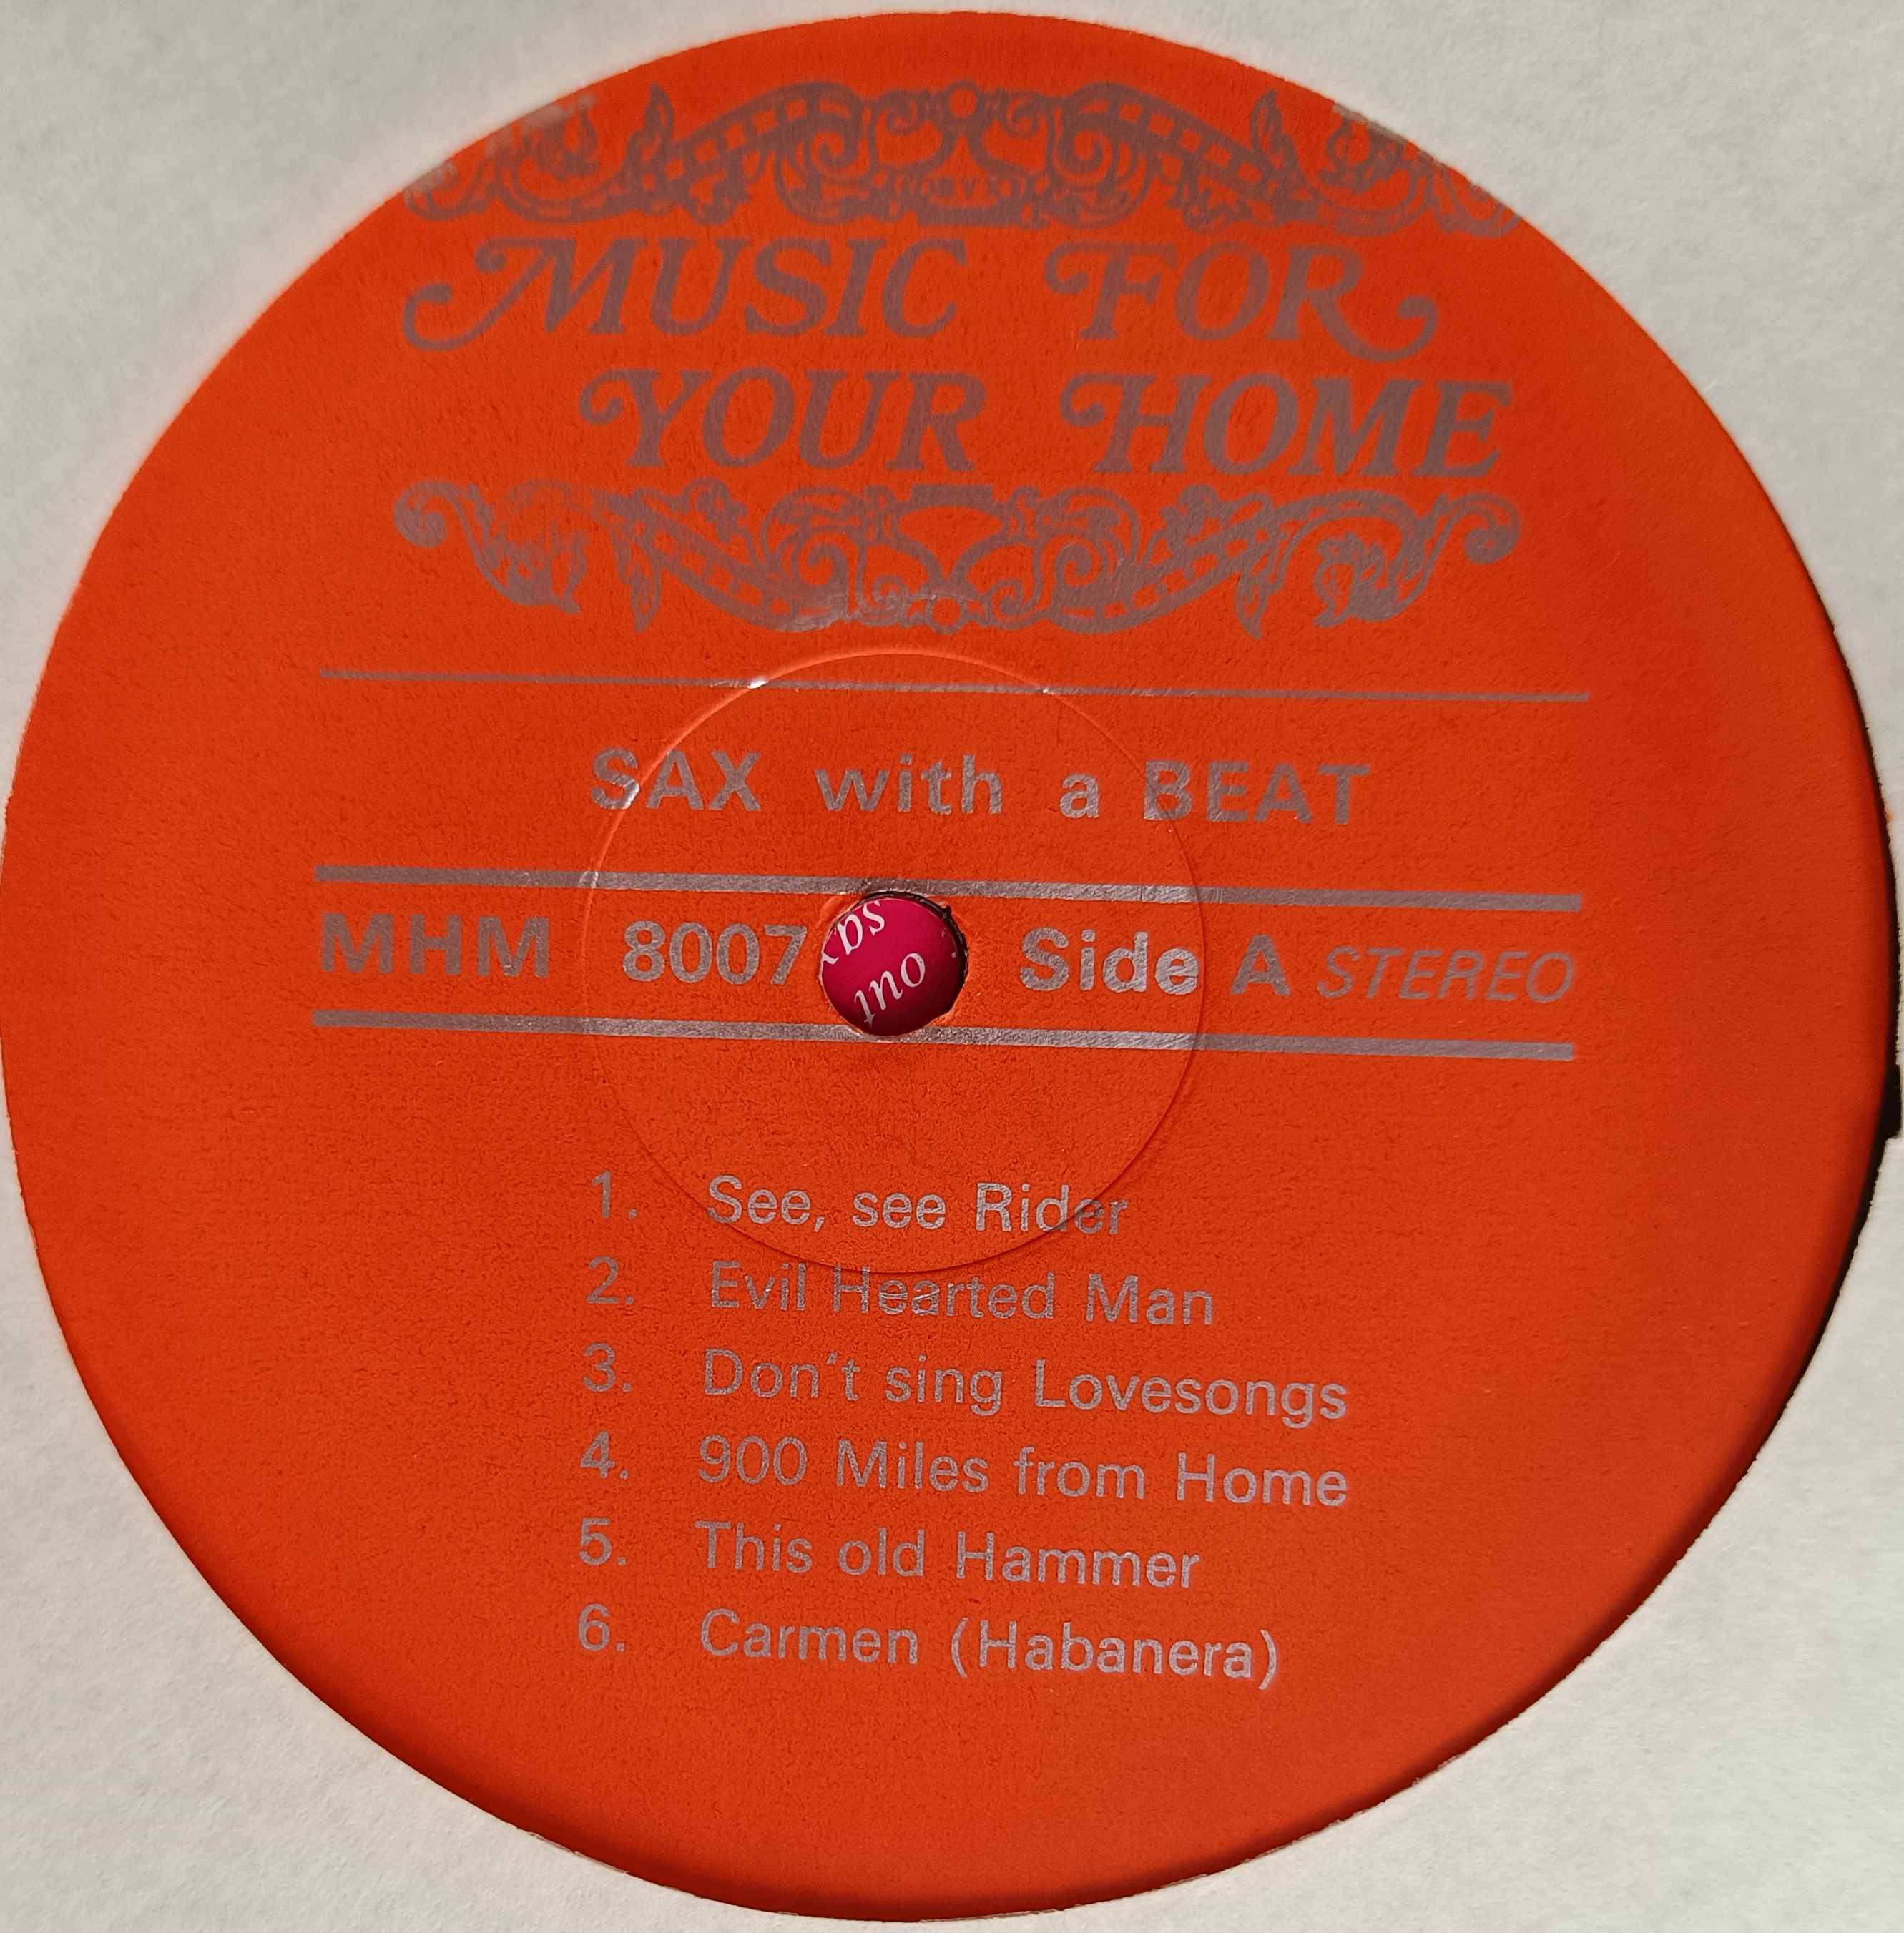 MUSIC FOR
YOUR HOME
SAX with a BEAT
MHM 8007 Side A STEREO
out
1. See, see Rider
2. Evil Hearted Man
3. Don't sing Lovesongs
4. 900 Miles from Home
5. This old Hammer
6. Carmen (Habanera)